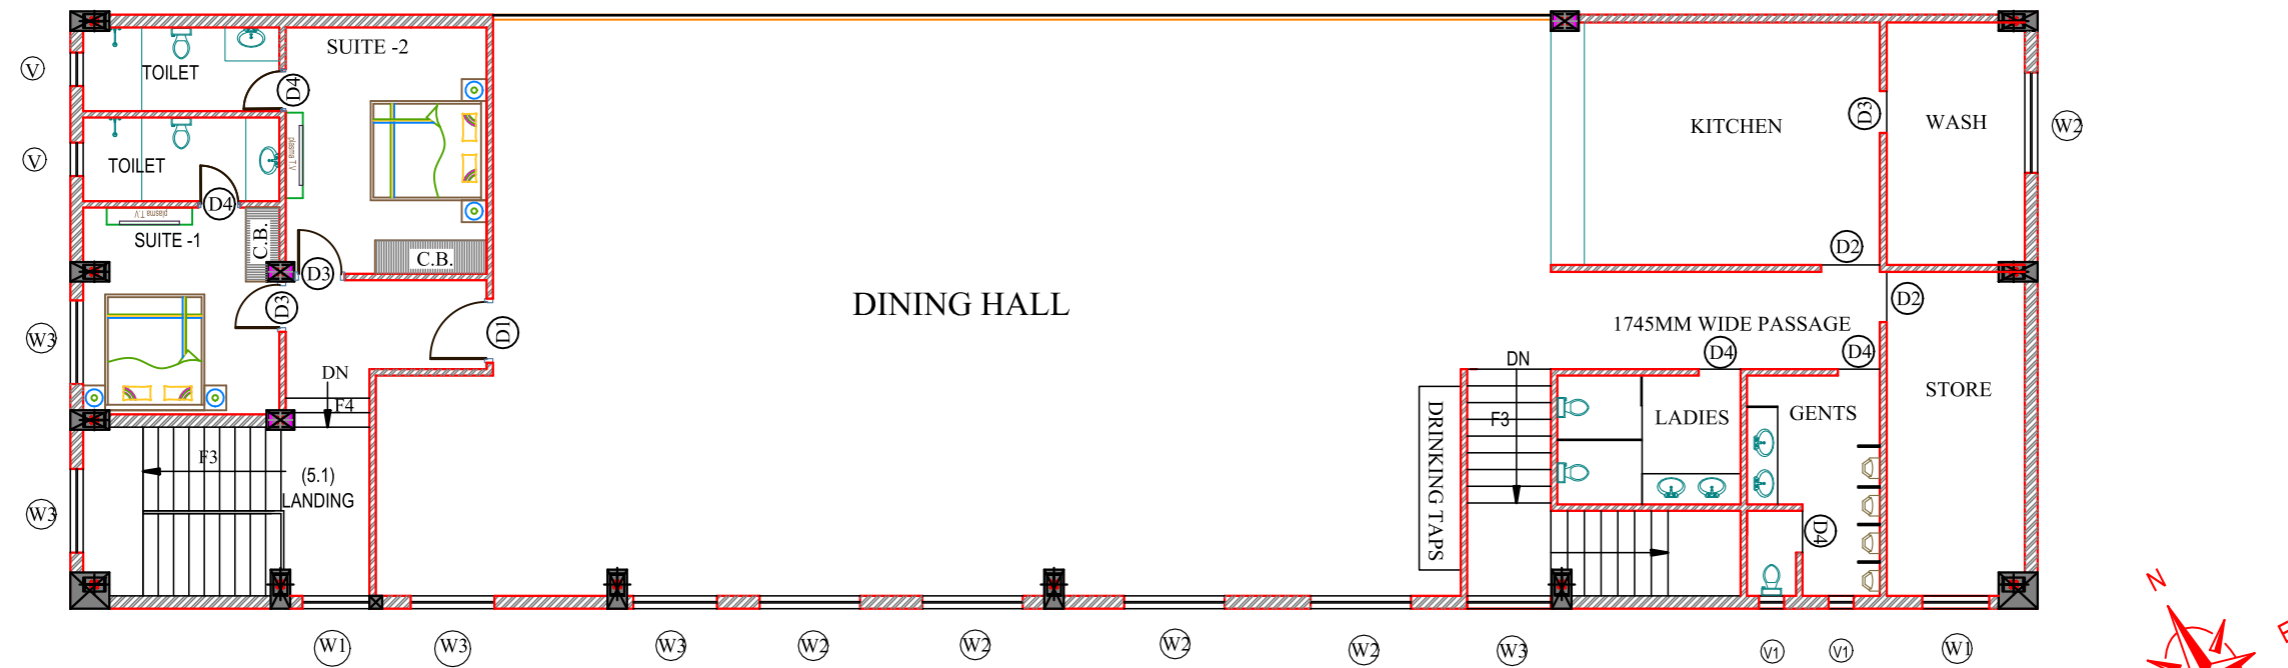 SUITE -2
V
TOILET
D4
V
TOILET
plasma T.V
D4
plasma T.V
SUITE -1
C.B.
D3
C.B.
D3
D1
W3
DN
F4
F3
(5.1)
LANDING
W3
DINING HALL
KITCHEN
D3
WASH
W2
D2
D2
1745MM WIDE PASSAGE
D4
D4
DN
F3
DRINKING TAPS
LADIES
GENTS
STORE
D4
W1
W3
W3
W2
W2
W2
W2
W3
V1
V1
W1
N
E